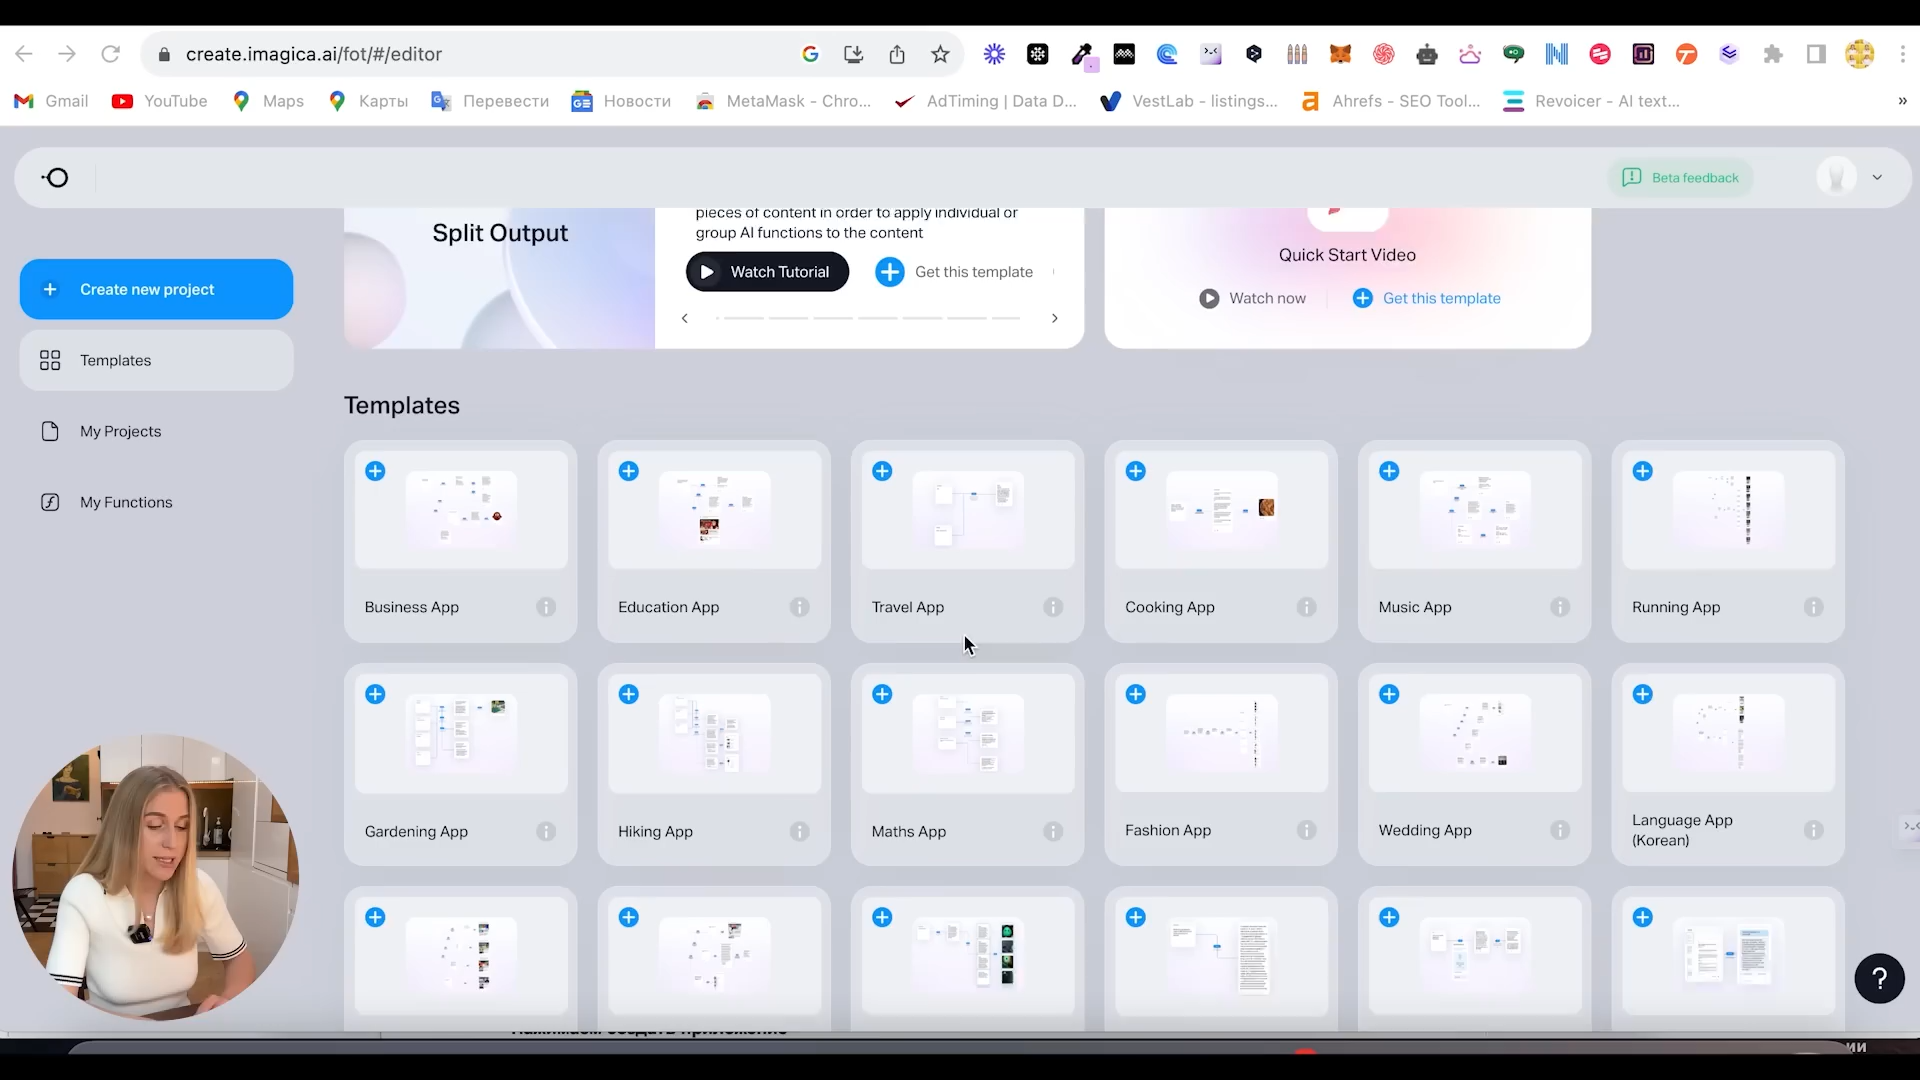 create.imagica.ai/fot/#/editor
Gmail
YouTube
Maps
Карты
Перевести
Новости
MetaMask - Chro...
AdTiming | Data D...
VestLab - listings...
Ahrefs - SEO Tool...
Revoicer - AI text...
»
Beta feedback
Split Output
pieces of content in order to apply individual or
group AI functions to the content
Watch Tutorial
Get this template
Quick Start Video
Watch now
Get this template
Create new project
Templates
My Projects
My Functions
Templates
Business App
Education App
Travel App
Cooking App
Music App
Running App
Gardening App
Hiking App
Maths App
Fashion App
Wedding App
Language App
(Korean)
?
ии